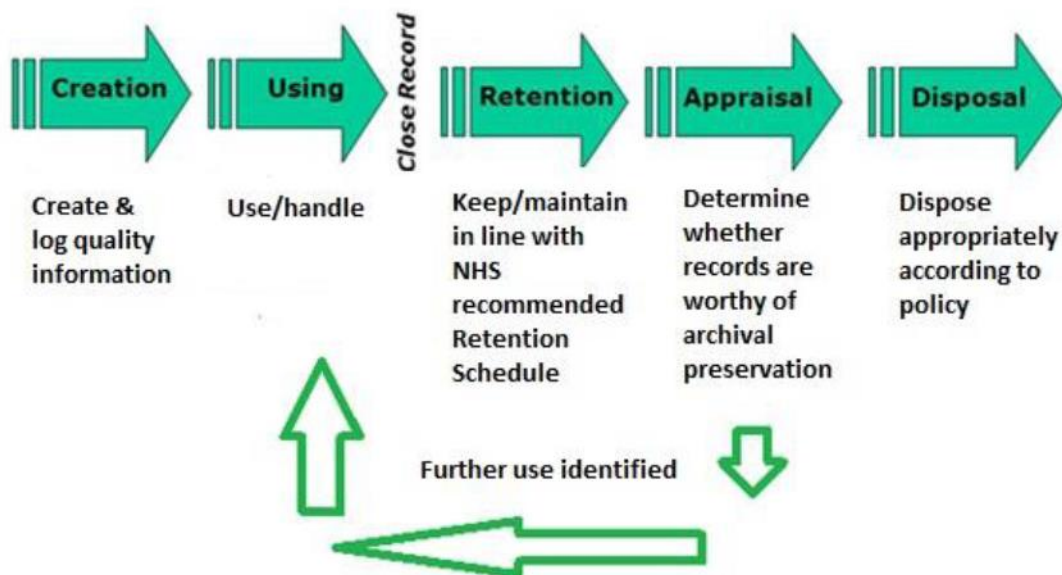 Creation
Using
Close Record
Retention
Appraisal
Disposal
Create &
log quality
information
Use/handle
Keep/maintain
in line with
NHS
recommended
Retention
Schedule
Determine
whether
records are
worthy of
archival
preservation
Dispose
appropriately
according to
policy
Further use identified